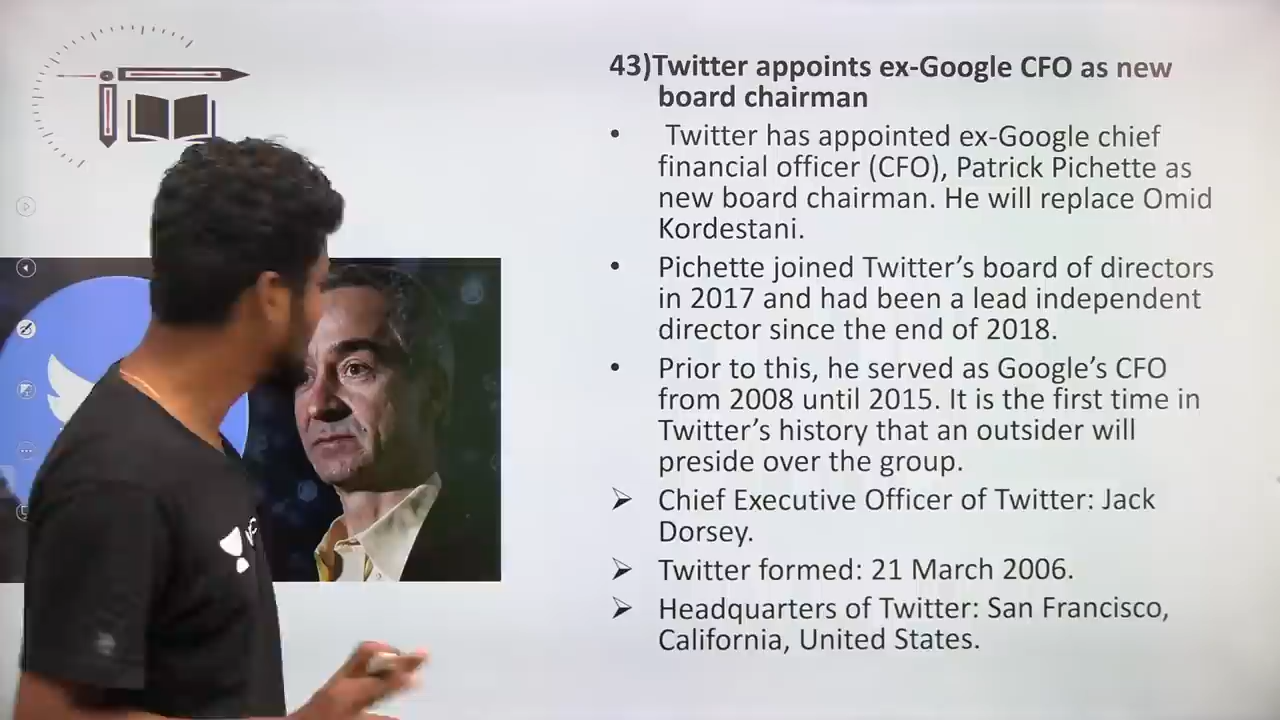 43)Twitter appoints ex-Google CFO as new
board chairman
• Twitter has appointed ex-Google chief
financial officer (CFO), Patrick Pichette as
new board chairman. He will replace Omid
Kordestani.
• Pichette joined Twitter’s board of directors
in 2017 and had been a lead independent
director since the end of 2018.
• Prior to this, he served as Google’s CFO
from 2008 until 2015. It is the first time in
Twitter’s history that an outsider will
preside over the group.
➢ Chief Executive Officer of Twitter: Jack
Dorsey.
➢ Twitter formed: 21 March 2006.
➢ Headquarters of Twitter: San Francisco,
California, United States.